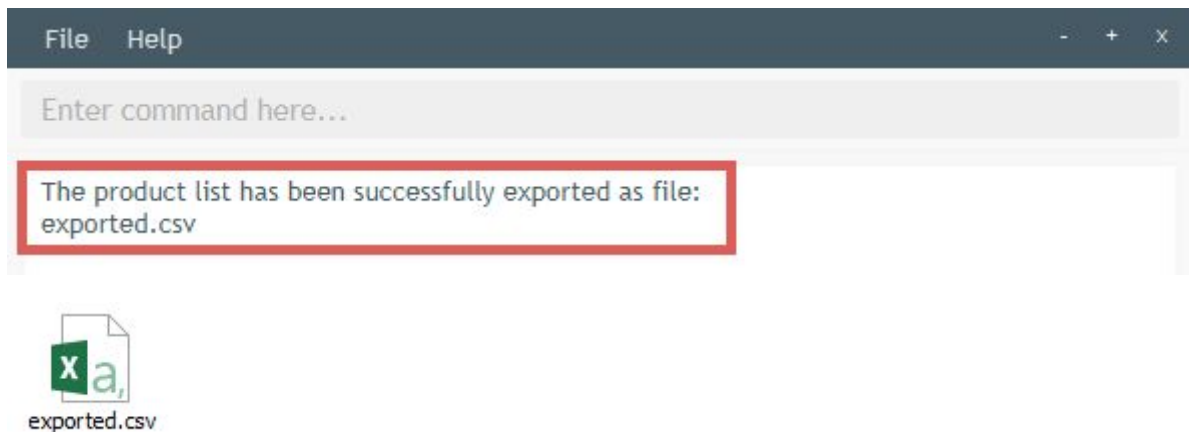 File Help - + x
Enter command here...
The product list has been successfully exported as file:
exported.csv
X a,
exported.csv